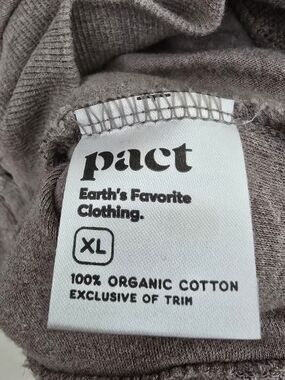 pact
Earth's Favorite
Clothing.
XL
100% ORGANIC COTTON
EXCLUSIVE OF TRIM